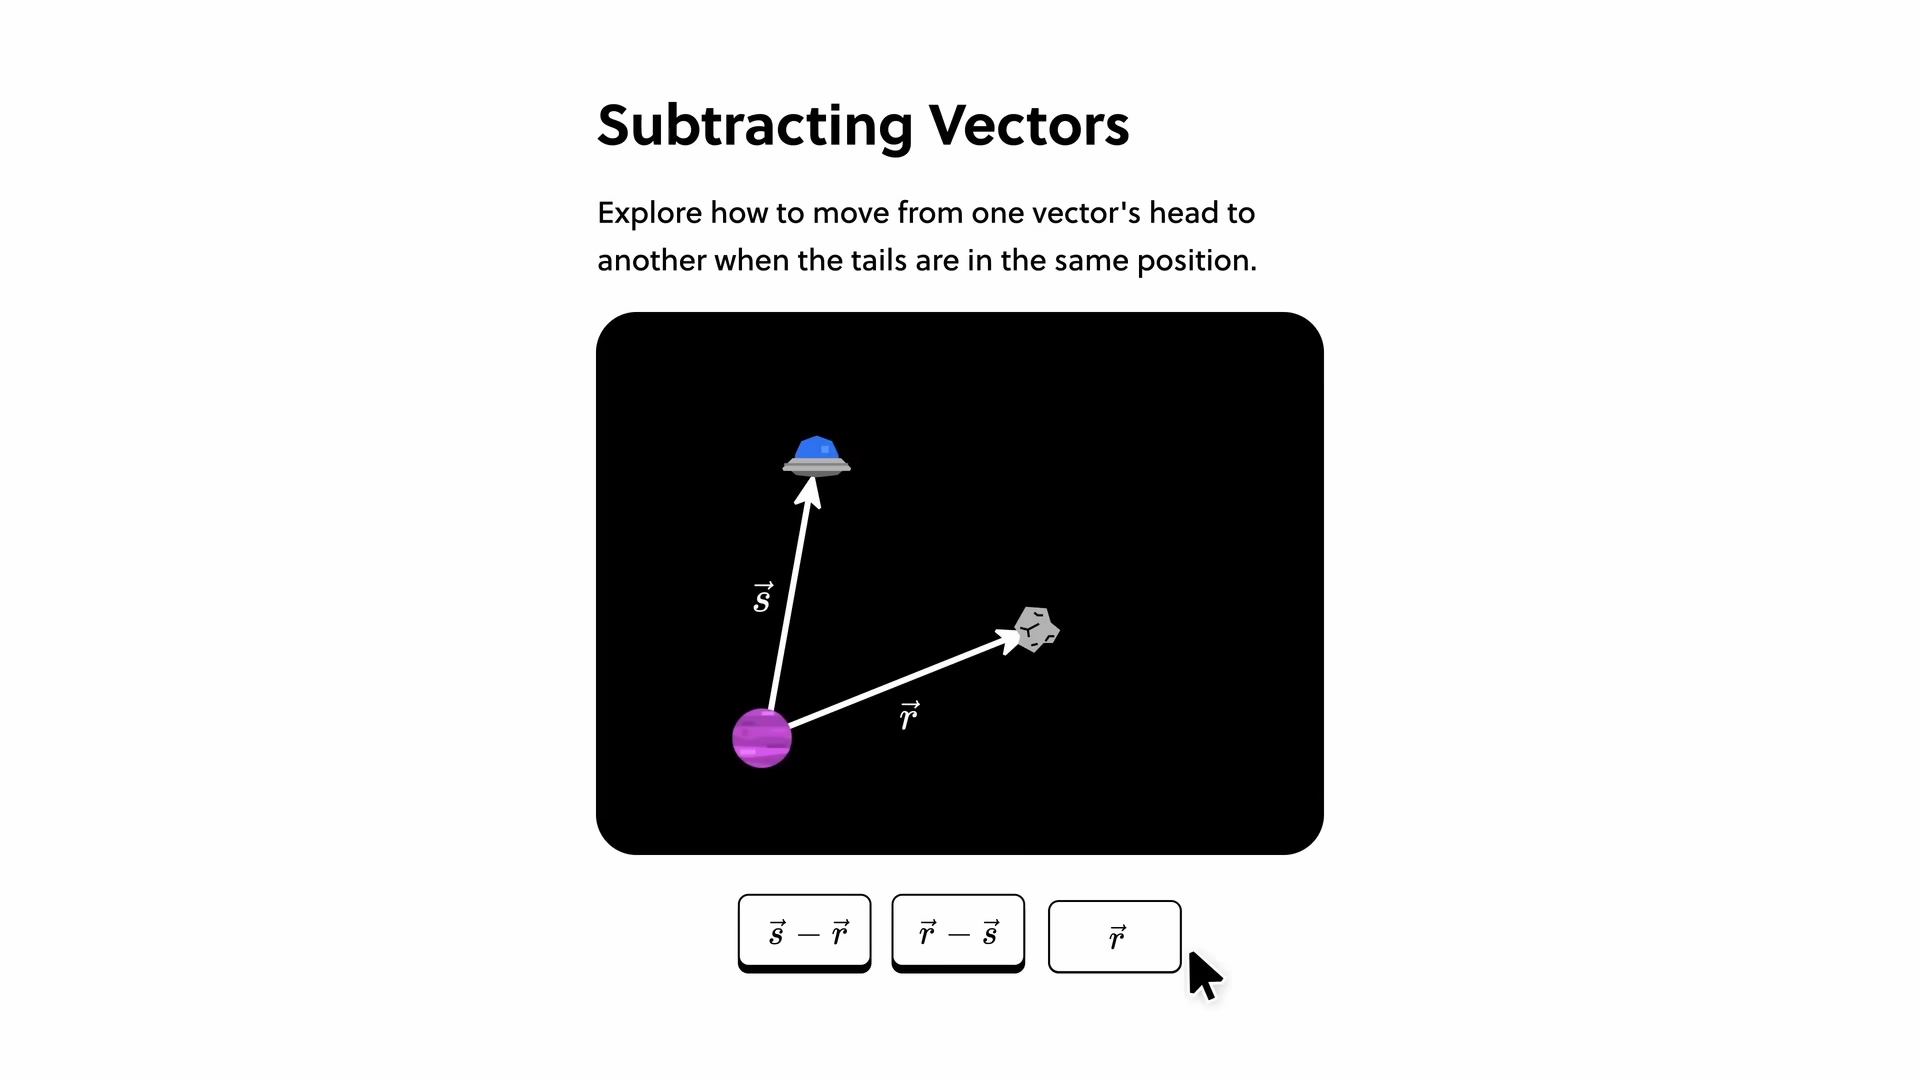 Subtracting Vectors
Explore how to move from one vector's head to
another when the tails are in the same position.
s⃗
r⃗
s⃗ − r⃗
r⃗ − s⃗
r⃗